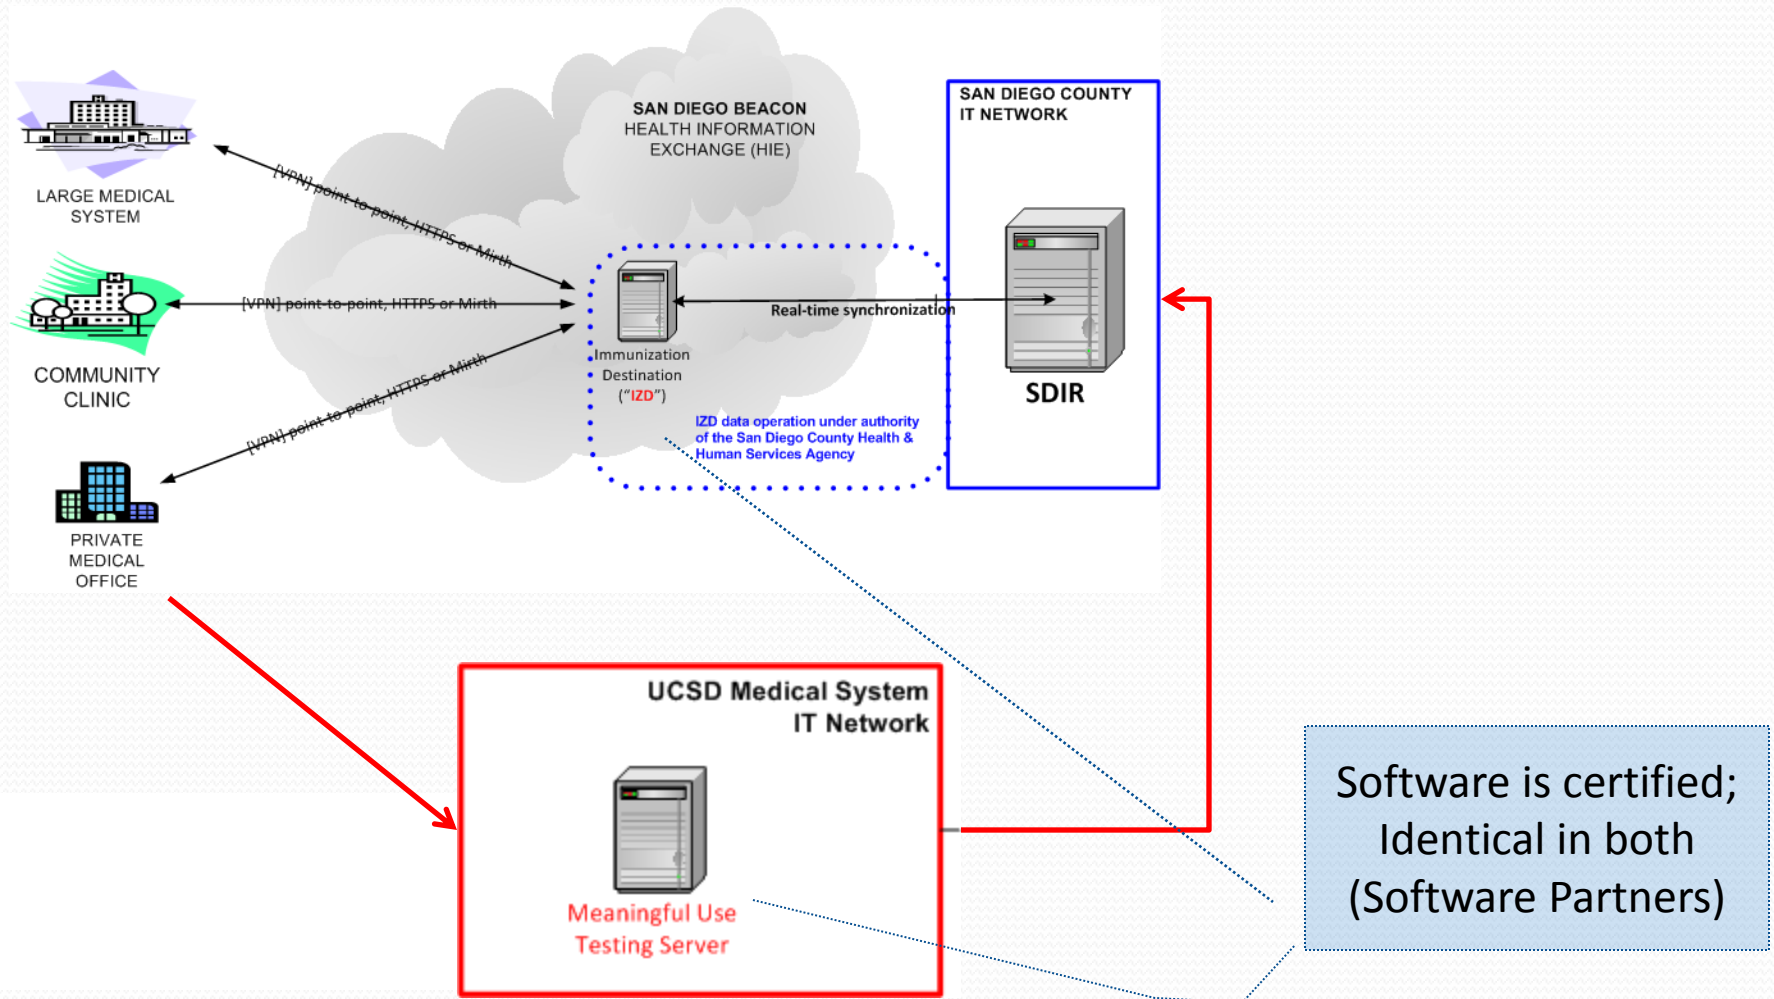 SAN DIEGO BEACON
HEALTH INFORMATION
EXCHANGE (HIE)
SAN DIEGO COUNTY
IT NETWORK
LARGE MEDICAL
SYSTEM
[VPN] point to point, HTTPS or Mirth
COMMUNITY
CLINIC
[VPN] point-to-point, HTTPS or Mirth
PRIVATE
MEDICAL
OFFICE
[VPN] point to point, HTTPS or Mirth
Immunization
Destination
("IZD")
Real-time synchronization
SDIR
IZD data operation under authority
of the San Diego County Health &
Human Services Agency
UCSD Medical System
IT Network
Meaningful Use
Testing Server
Software is certified;
Identical in both
(Software Partners)